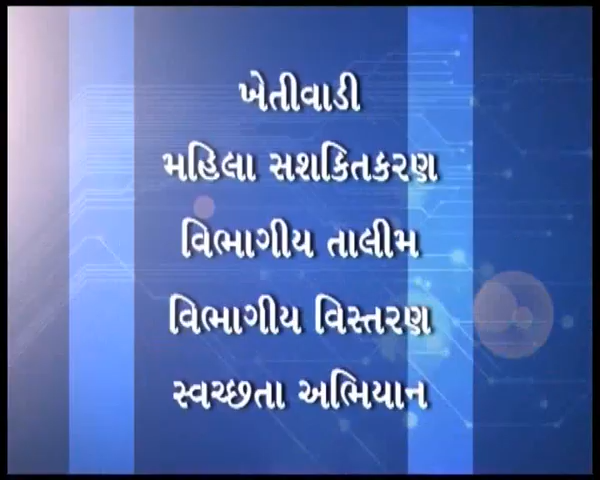 ખેતીવાડી
મહિલા સશકિતકરણ
વિભાગીય તાલીમ
વિભાગીય વિસ્તરણ
સ્વચ્છતા અભિયાન